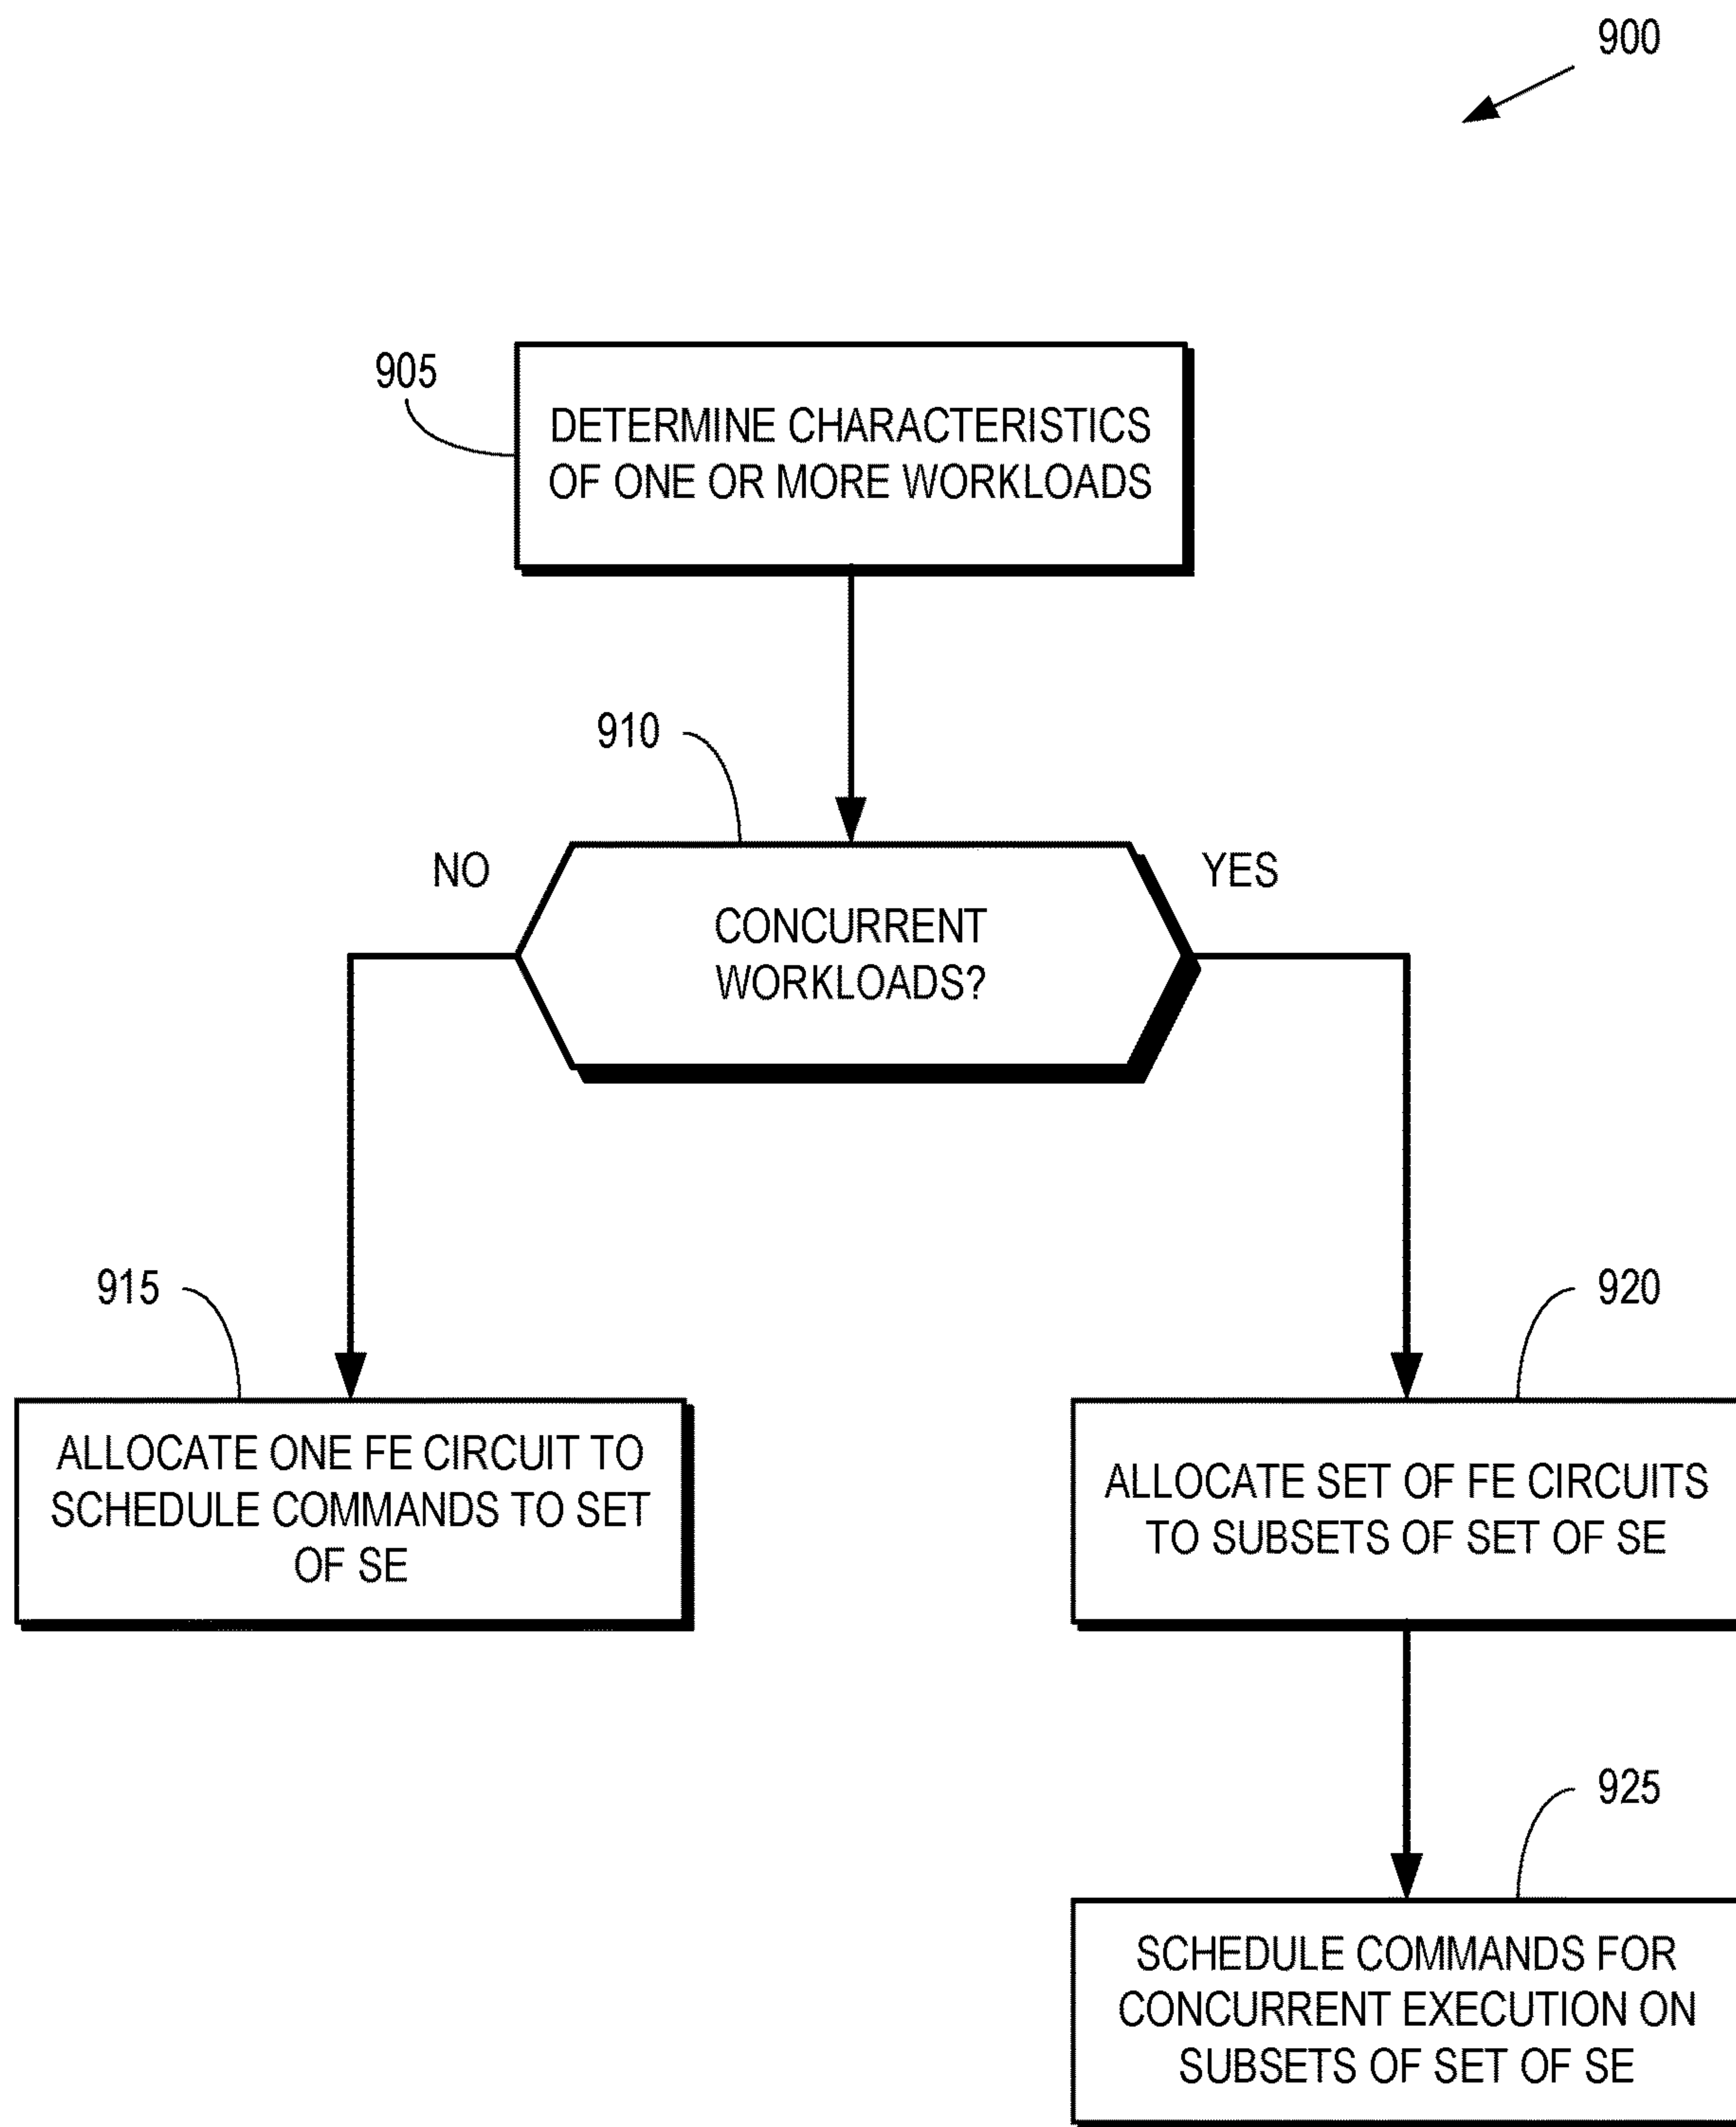 900
905
DETERMINE CHARACTERISTICS
OF ONE OR MORE WORKLOADS
910
NO
YES
CONCURRENT
WORKLOADS?
915
920
ALLOCATE ONE FE CIRCUIT TO
SCHEDULE COMMANDS TO SET
OF SE
ALLOCATE SET OF FE CIRCUITS
TO SUBSETS OF SET OF SE
925
SCHEDULE COMMANDS FOR
CONCURRENT EXECUTION ON
SUBSETS OF SET OF SE